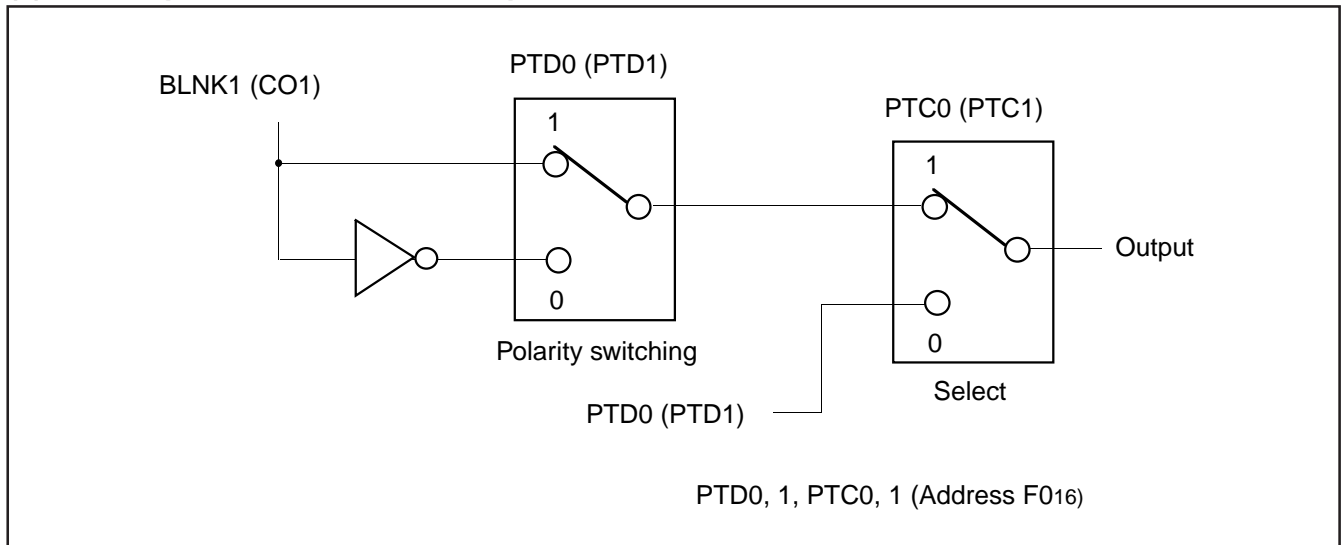 BLNK1 (CO1)
PTD0 (PTD1)
1
0
Polarity switching
PTC0 (PTC1)
1
0
Select
Output
PTD0 (PTD1)
PTD0, 1, PTC0, 1 (Address F016)